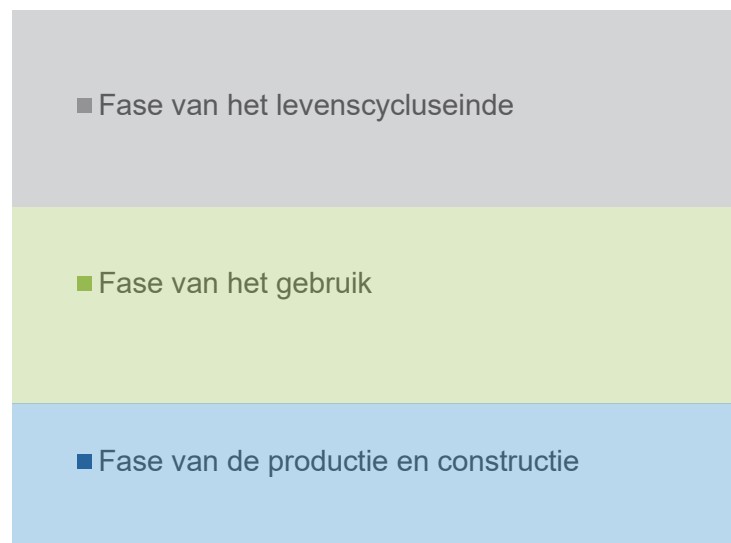 Fase van het levenscycluseinde
Fase van het gebruik
Fase van de productie en constructie